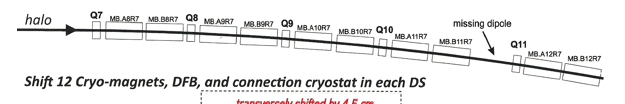 halo
Q7 MB.A8R7 MB.B8R7 Q8 MB.A9R7 MB.B9R7 Q9 MB.A10R7 MB.B10R7 Q10 MB.A11R7 MB.B11R7 missing dipole Q11 MB.A12R7 MB.B12R7
Shift 12 Cryo-magnets, DFB, and connection cryostat in each DS
transversely shifted by 4.5 cm